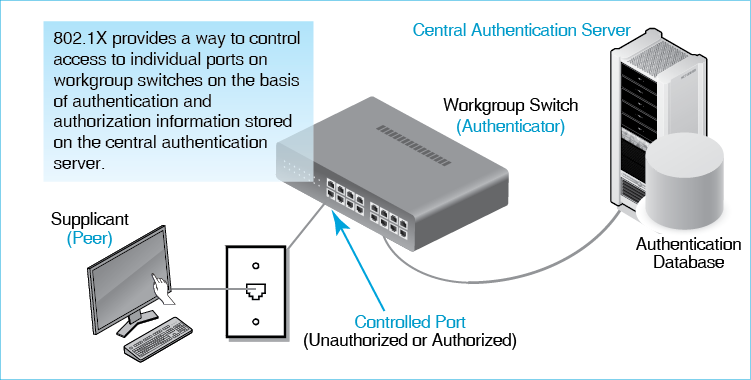 802.1X provides a way to control
access to individual ports on
workgroup switches on the basis
of authentication and
authorization information stored
on the central authentication
server.
Central Authentication Server
Workgroup Switch
(Authenticator)
Supplicant
(Peer)
Authentication
Database
Controlled Port
(Unauthorized or Authorized)